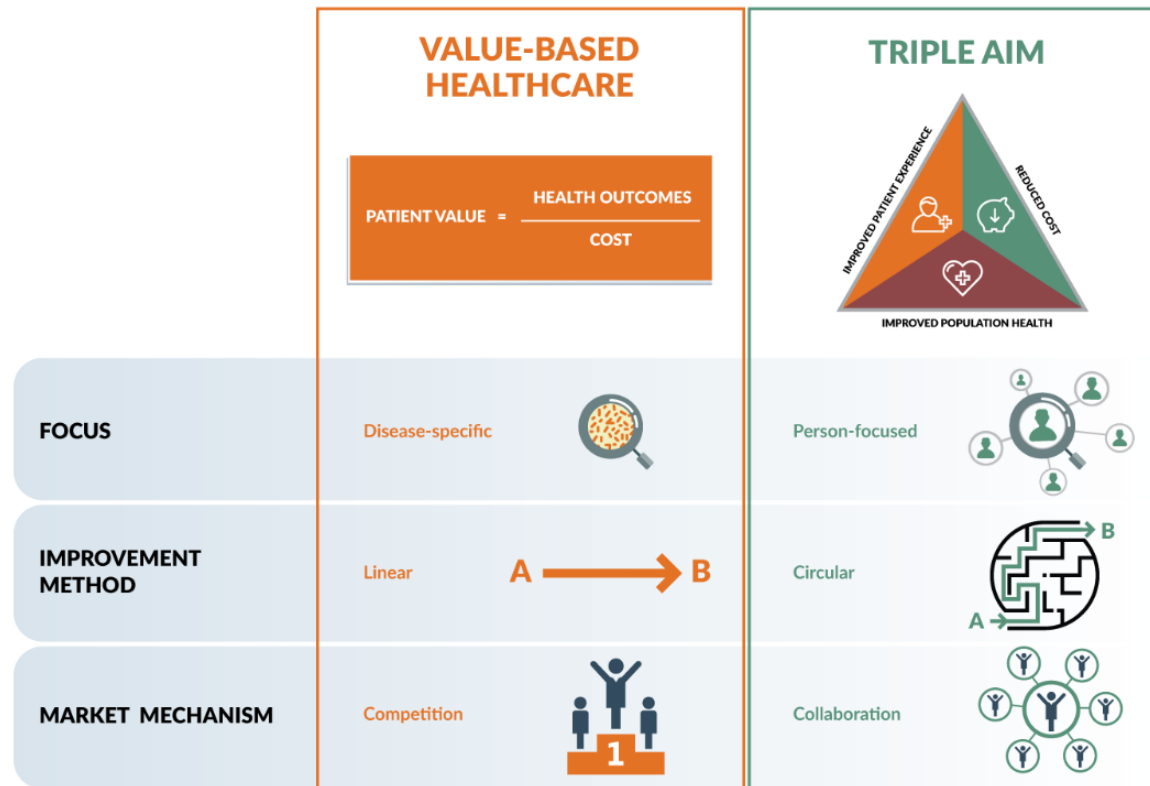 VALUE-BASED
HEALTHCARE
PATIENT VALUE = HEALTH OUTCOMES
COST
TRIPLE AIM
IMPROVED PATIENT EXPERIENCE
REDUCED COST
IMPROVED POPULATION HEALTH
FOCUS
Disease-specific
Person-focused
IMPROVEMENT
METHOD
Linear
A B
Circular
A
B
MARKET MECHANISM
Competition
1
Collaboration